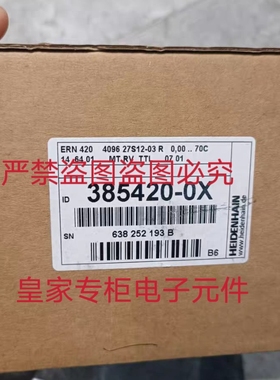 ERN 420 4096 27S12-03 R 0,00 .. 70C
14 .64 01 MT RV TTL 07 01
严禁盗图盗图必究
ID 385420-0X
SN 638 252 193 B
B6
HEIDENHAIN
www.heidenhain.de
皇家专柜电子元件